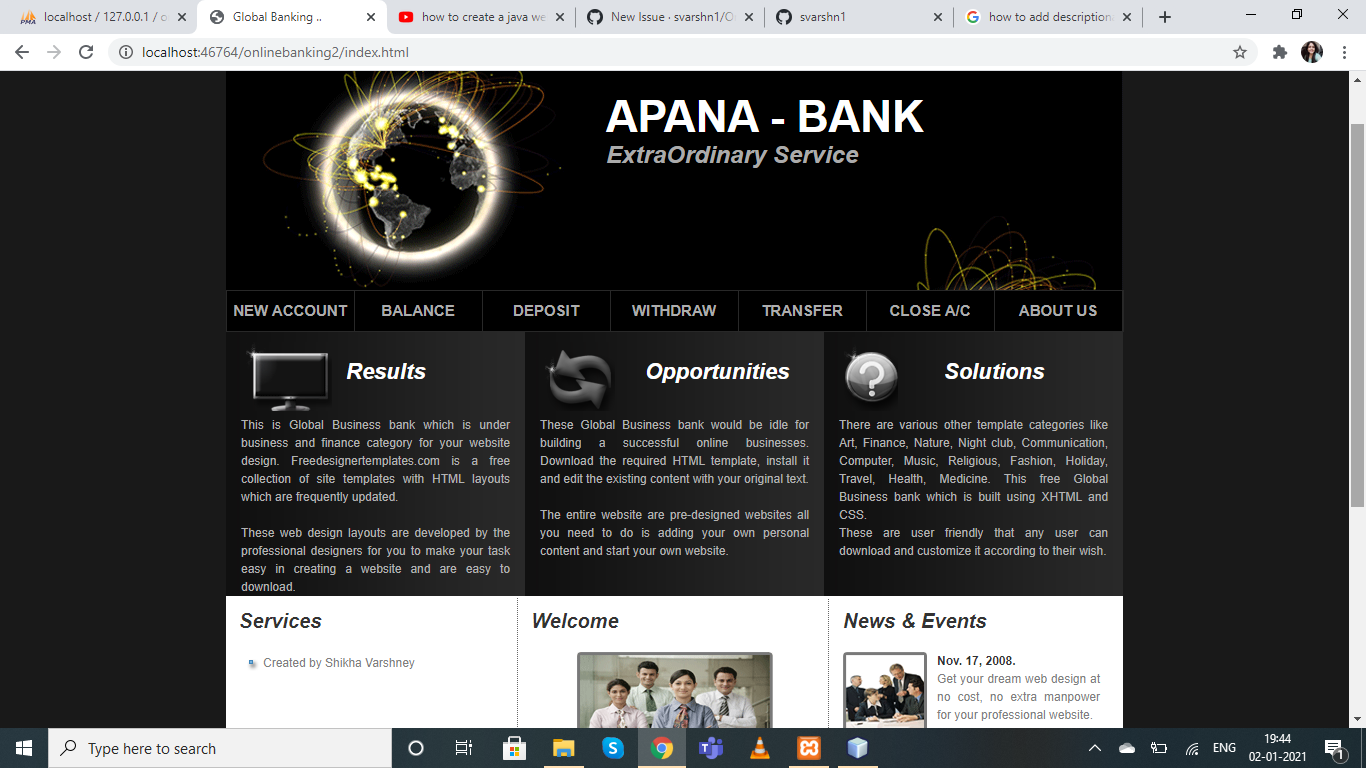 localhost / 127.0.0.1 / o
Global Banking ..
how to create a java we
New Issue · svarshn1/O
svarshn1
how to add description
localhost:46764/onlinebanking2/index.html
APANA - BANK
ExtraOrdinary Service
NEW ACCOUNT BALANCE DEPOSIT WITHDRAW TRANSFER CLOSE A/C ABOUT US
Results
This is Global Business bank which is under
business and finance category for your website
design. Freedesignertemplates.com is a free
collection of site templates with HTML layouts
which are frequently updated.
These web design layouts are developed by the
professional designers for you to make your task
easy in creating a website and are easy to
download.
Opportunities
These Global Business bank would be idle for
building a successful online businesses.
Download the required HTML template, install it
and edit the existing content with your original text.
The entire website are pre-designed websites all
you need to do is adding your own personal
content and start your own website.
Solutions
There are various other template categories like
Art, Finance, Nature, Night club, Communication,
Computer, Music, Religious, Fashion, Holiday,
Travel, Health, Medicine. This free Global
Business bank which is built using XHTML and
CSS.
These are user friendly that any user can
download and customize it according to their wish.
Services
Created by Shikha Varshney
Welcome
News & Events
Nov. 17, 2008.
Get your dream web design at
no cost, no extra manpower
for your professional website.
Type here to search
ENG
19:44
02-01-2021
1